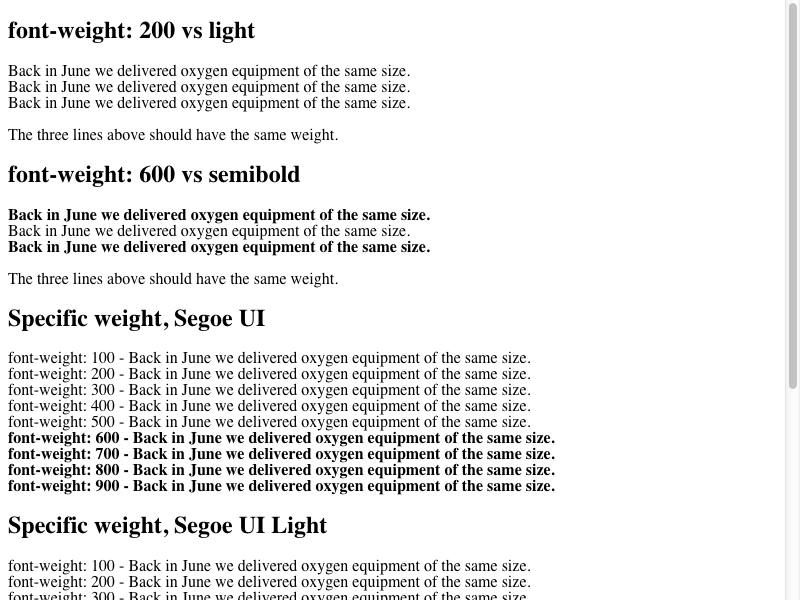 font-weight: 200 vs light
Back in June we delivered oxygen equipment of the same size.
Back in June we delivered oxygen equipment of the same size.
Back in June we delivered oxygen equipment of the same size.
The three lines above should have the same weight.
font-weight: 600 vs semibold
Back in June we delivered oxygen equipment of the same size.
Back in June we delivered oxygen equipment of the same size.
Back in June we delivered oxygen equipment of the same size.
The three lines above should have the same weight.
Specific weight, Segoe UI
font-weight: 100 - Back in June we delivered oxygen equipment of the same size.
font-weight: 200 - Back in June we delivered oxygen equipment of the same size.
font-weight: 300 - Back in June we delivered oxygen equipment of the same size.
font-weight: 400 - Back in June we delivered oxygen equipment of the same size.
font-weight: 500 - Back in June we delivered oxygen equipment of the same size.
font-weight: 600 - Back in June we delivered oxygen equipment of the same size.
font-weight: 700 - Back in June we delivered oxygen equipment of the same size.
font-weight: 800 - Back in June we delivered oxygen equipment of the same size.
font-weight: 900 - Back in June we delivered oxygen equipment of the same size.
Specific weight, Segoe UI Light
font-weight: 100 - Back in June we delivered oxygen equipment of the same size.
font-weight: 200 - Back in June we delivered oxygen equipment of the same size.
font-weight: 300 - Back in June we delivered oxygen equipment of the same size.